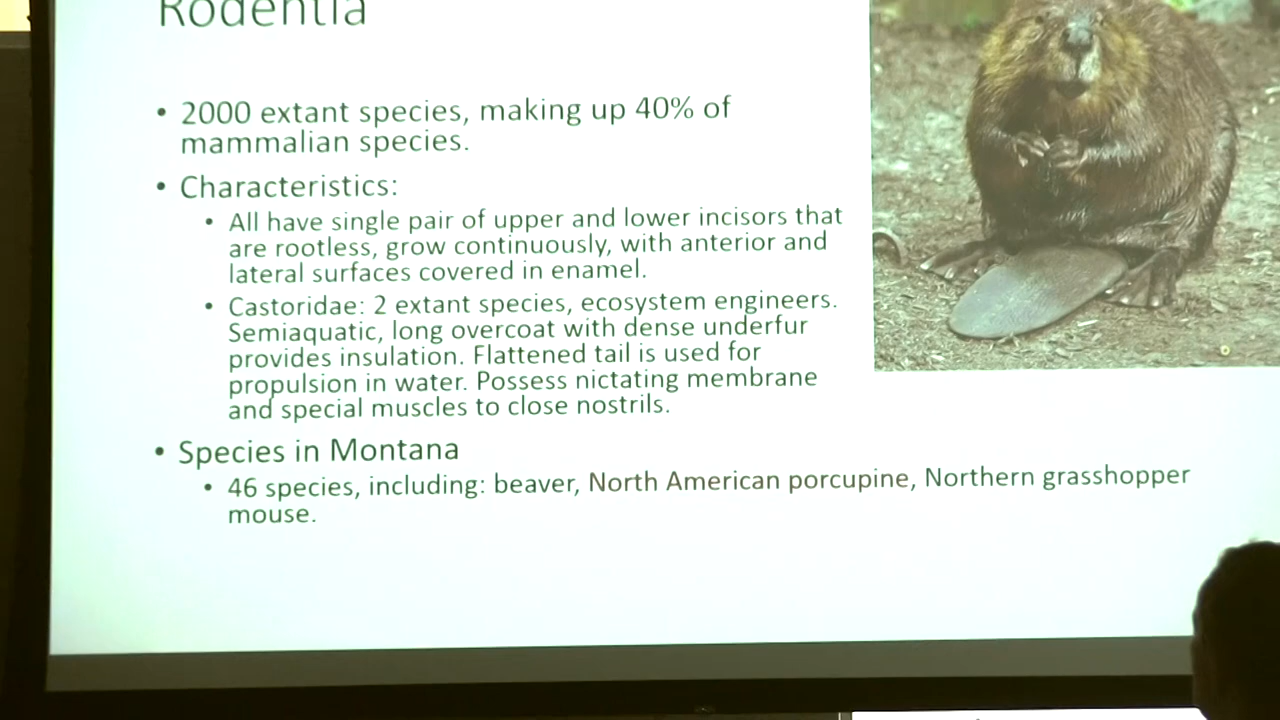 Rodentia
• 2000 extant species, making up 40% of
mammalian species.
• Characteristics:
• All have single pair of upper and lower incisors that
are rootless, grow continuously, with anterior and
lateral surfaces covered in enamel.
• Castoridae: 2 extant species, ecosystem engineers.
Semiaquatic, long overcoat with dense underfur
provides insulation. Flattened tail is used for
propulsion in water. Possess nictating membrane
and special muscles to close nostrils.
• Species in Montana
• 46 species, including: beaver, North American porcupine, Northern grasshopper
mouse.